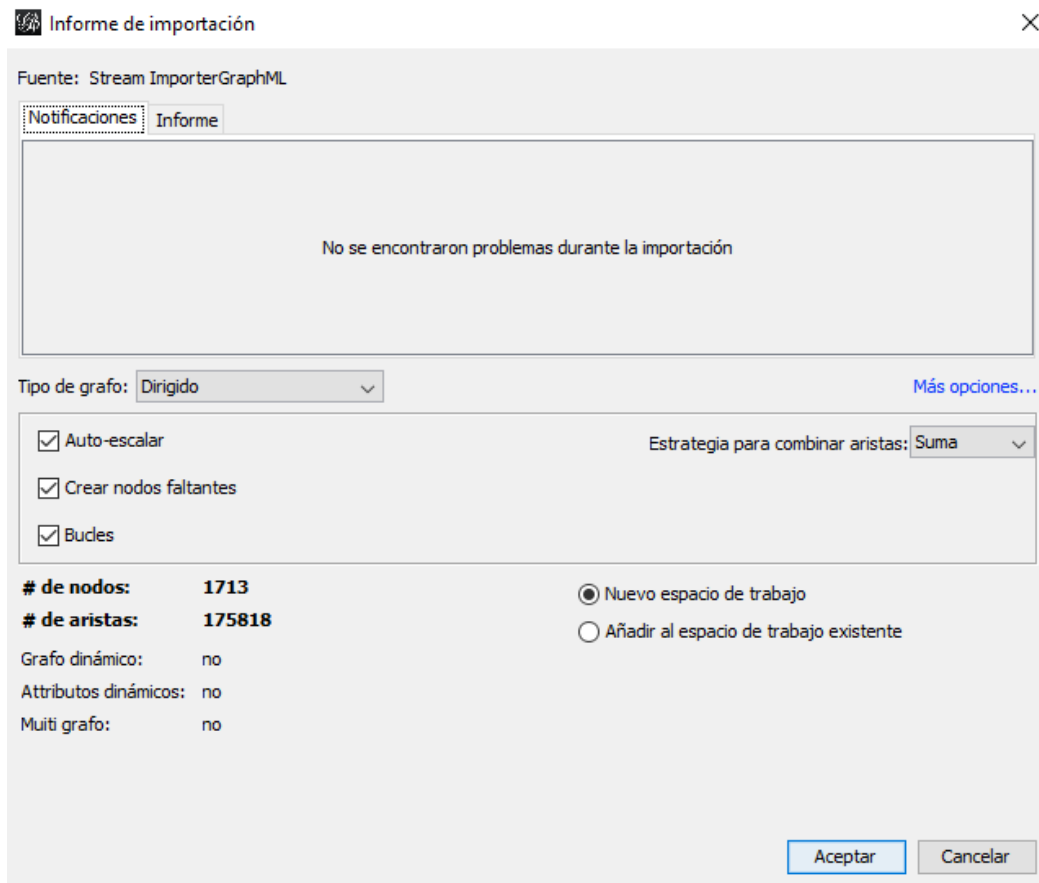 Informe de importación
Fuente: Stream ImporterGraphML
Notificaciones Informe
No se encontraron problemas durante la importación
Tipo de grafo: Dirigido Más opciones...
Auto-escalar Estrategia para combinar aristas: Suma
Crear nodos faltantes
Bucles
# de nodos: 1713 Nuevo espacio de trabajo
# de aristas: 175818 Añadir al espacio de trabajo existente
Grafo dinámico: no
Attributos dinámicos: no
Muiti grafo: no
Aceptar Cancelar